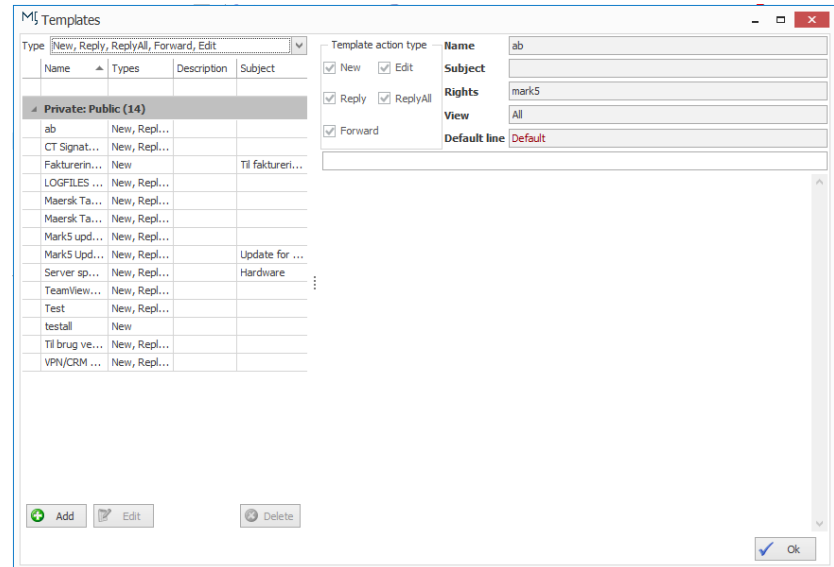 M5 Templates
Type New, Reply, ReplyAll, Forward, Edit
Name Types Description Subject
Private: Public (14)
ab New, Repl...
CT Signat... New, Repl...
Fakturerin... New Til faktureri...
LOGFILES ... New, Repl...
Maersk Ta... New, Repl...
Maersk Ta... New, Repl...
Mark5 upd... New, Repl...
Mark5 Upd... New, Repl... Update for ...
Server sp... New, Repl... Hardware
TeamView... New, Repl...
Test New, Repl...
testall New
Til brug ve... New, Repl...
VPN/CRM ... New, Repl...
Add Edit Delete
Template action type
New Edit
Reply ReplyAll
Forward
Name ab
Subject
Rights mark5
View All
Default line Default
Ok